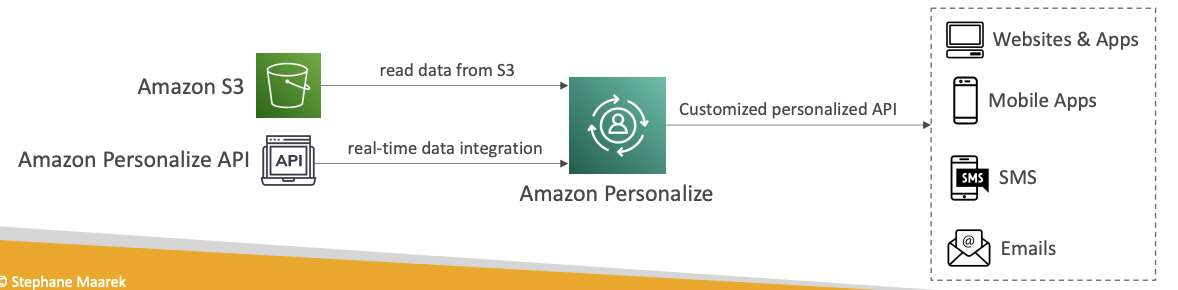 Amazon S3
read data from S3
Amazon Personalize API
API
real-time data integration
Amazon Personalize
Customized personalized API
Websites & Apps
Mobile Apps
SMS
SMS
@
Emails
© Stephane Maarek